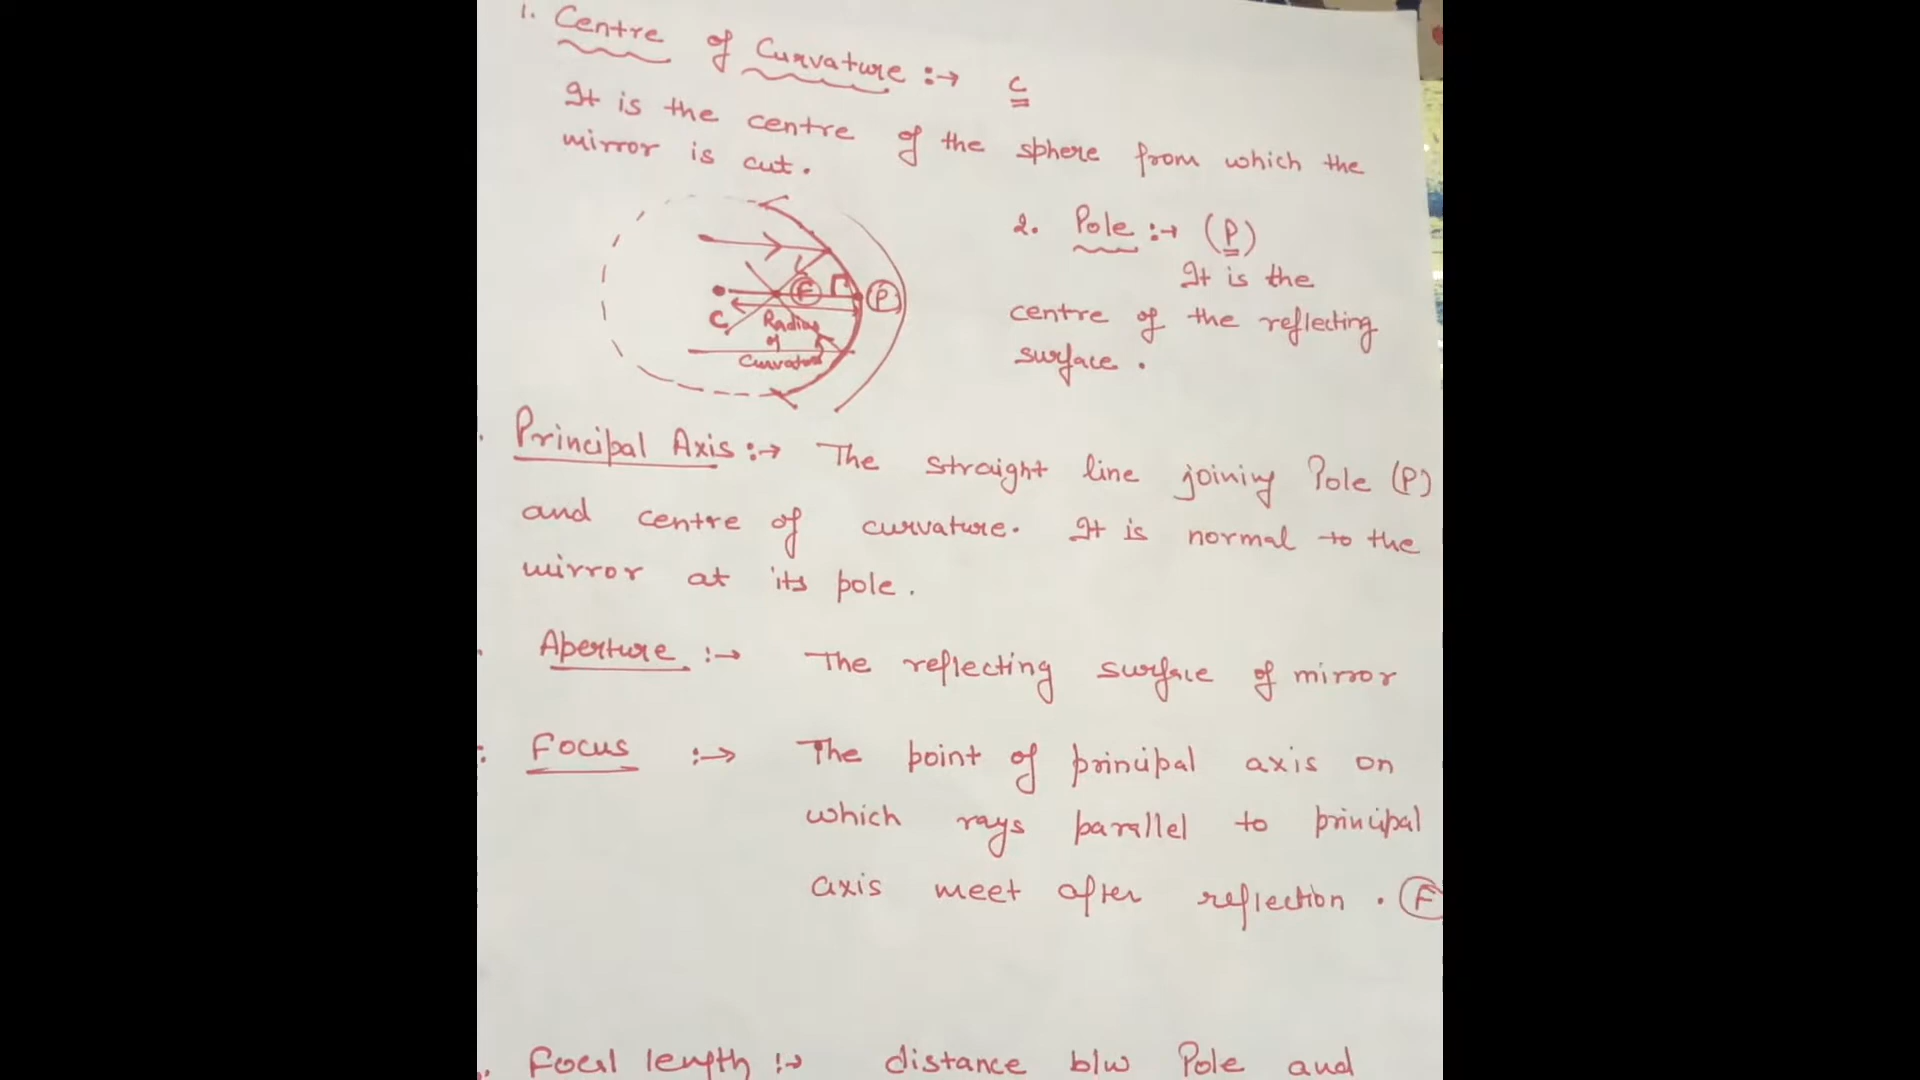 1. Centre of Curvature :→ C
It is the centre of the sphere from which the
mirror is cut.
C
F
P
Radius
of
Curvature
2. Pole :→ (P)
It is the
centre of the reflecting
surface.
Principal Axis :→ The straight line joining Pole (P)
and centre of curvature. It is normal to the
mirror at its pole.
Aperture :→ The reflecting surface of mirror
Focus :→ The point of principal axis on
which rays parallel to principal
axis meet after reflection. F
Focal length :→ distance b/w Pole and